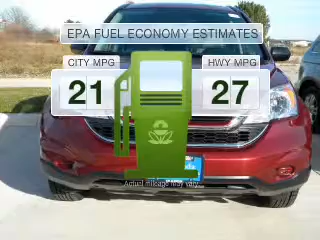 EPA FUEL ECONOMY ESTIMATES
CITY MPG
HWY MPG
21
27
Actual mileage may vary.